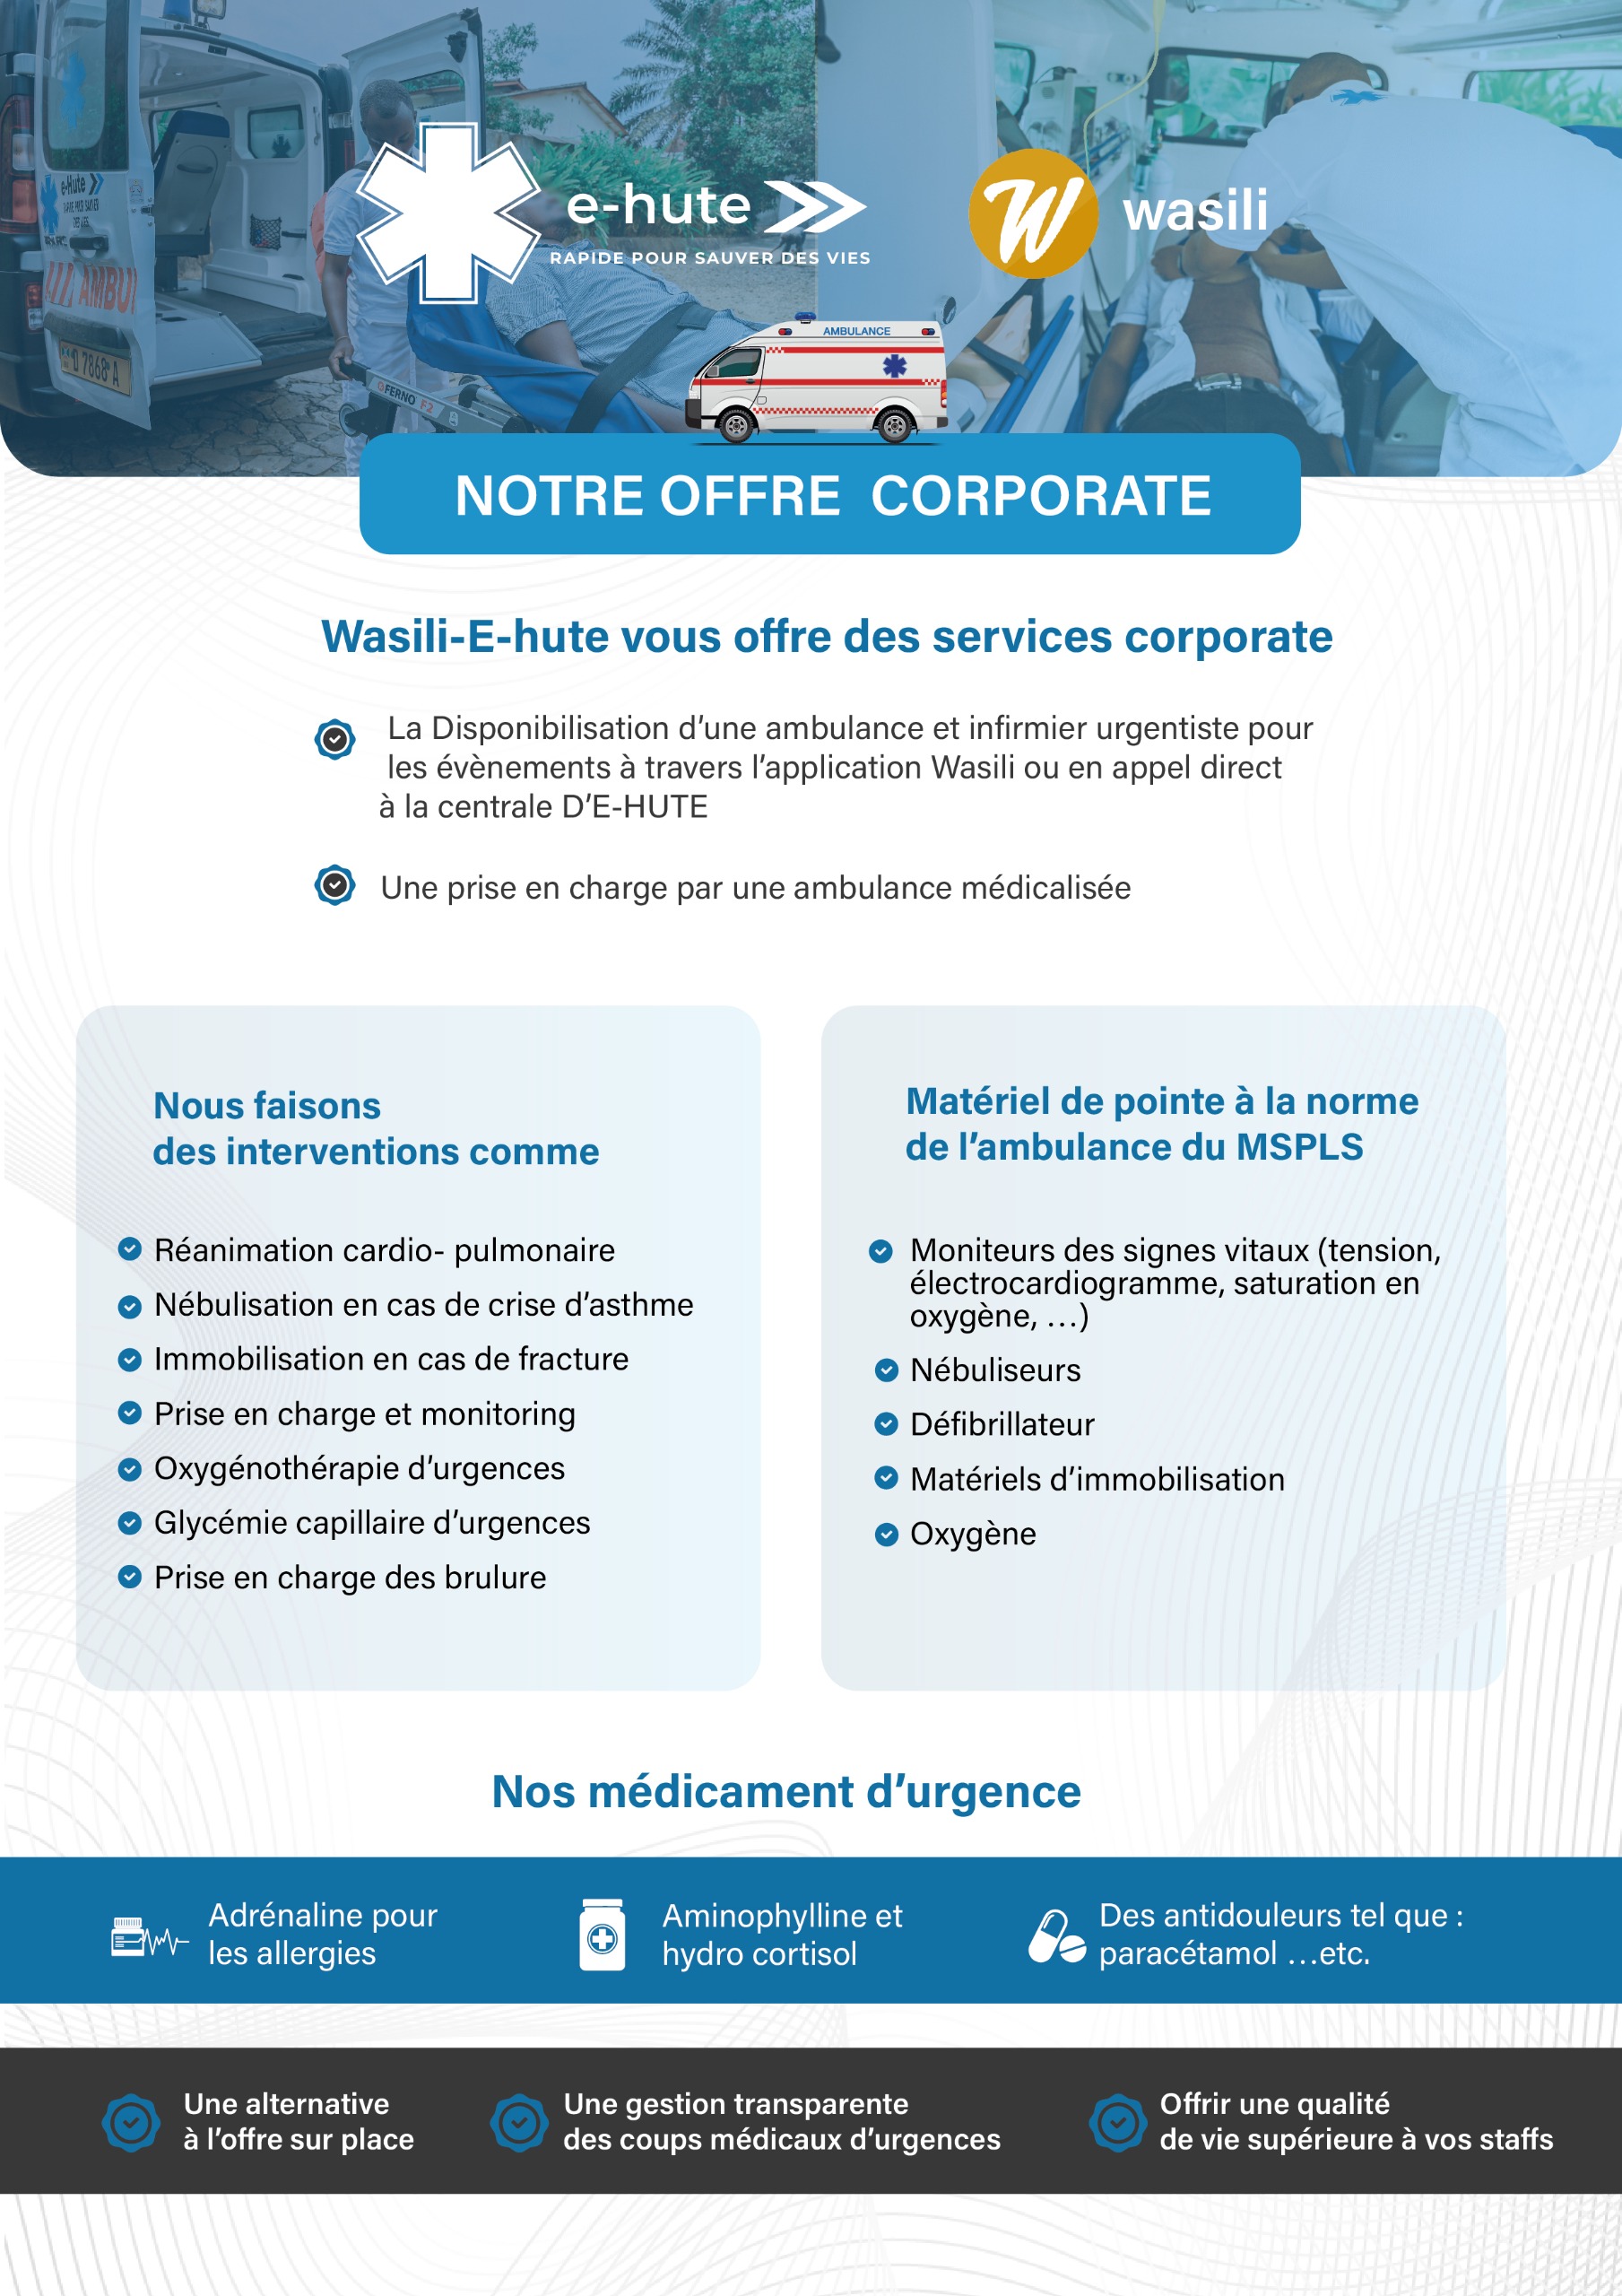 e-Hute
AMBU
D 7868 A
FERNO F2
e-hute
RAPIDE POUR SAUVER DES VIES
W
wasili
AMBULANCE
NOTRE OFFRE CORPORATE
Wasili-E-hute vous offre des services corporate
La Disponibilisation d’une ambulance et infirmier urgentiste pour
les évènements à travers l’application Wasili ou en appel direct
à la centrale D’E-HUTE
Une prise en charge par une ambulance médicalisée
Nous faisons
des interventions comme
Réanimation cardio- pulmonaire
Nébulisation en cas de crise d’asthme
Immobilisation en cas de fracture
Prise en charge et monitoring
Oxygénothérapie d’urgences
Glycémie capillaire d’urgences
Prise en charge des brulure
Matériel de pointe à la norme
de l’ambulance du MSPLS
Moniteurs des signes vitaux (tension,
électrocardiogramme, saturation en
oxygène, ...)
Nébuliseurs
Défibrillateur
Matériels d’immobilisation
Oxygène
Nos médicament d’urgence
Adrénaline pour
les allergies
Aminophylline et
hydro cortisol
Des antidouleurs tel que :
paracétamol ...etc.
Une alternative
à l’offre sur place
Une gestion transparente
des coups médicaux d’urgences
Offrir une qualité
de vie supérieure à vos staffs